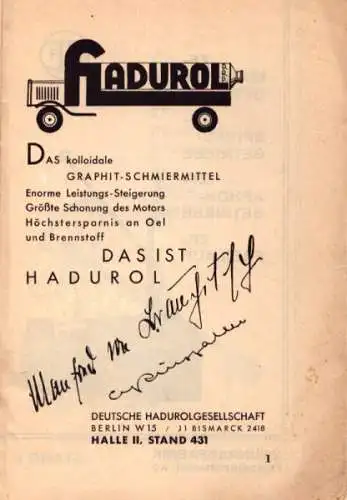 HADUROL
DAS kolloidale
GRAPHIT-SCHMIERMITTEL
Enorme Leistungs-Steigerung
Größte Schonung des Motors
Höchstersparnis an Oel
und Brennstoff
DAS IST
HADUROL
Manfred von Brauchitsch
DEUTSCHE HADUROLGESELLSCHAFT
BERLIN W 15 / J1 BISMARCK 2418
HALLE II, STAND 431
1